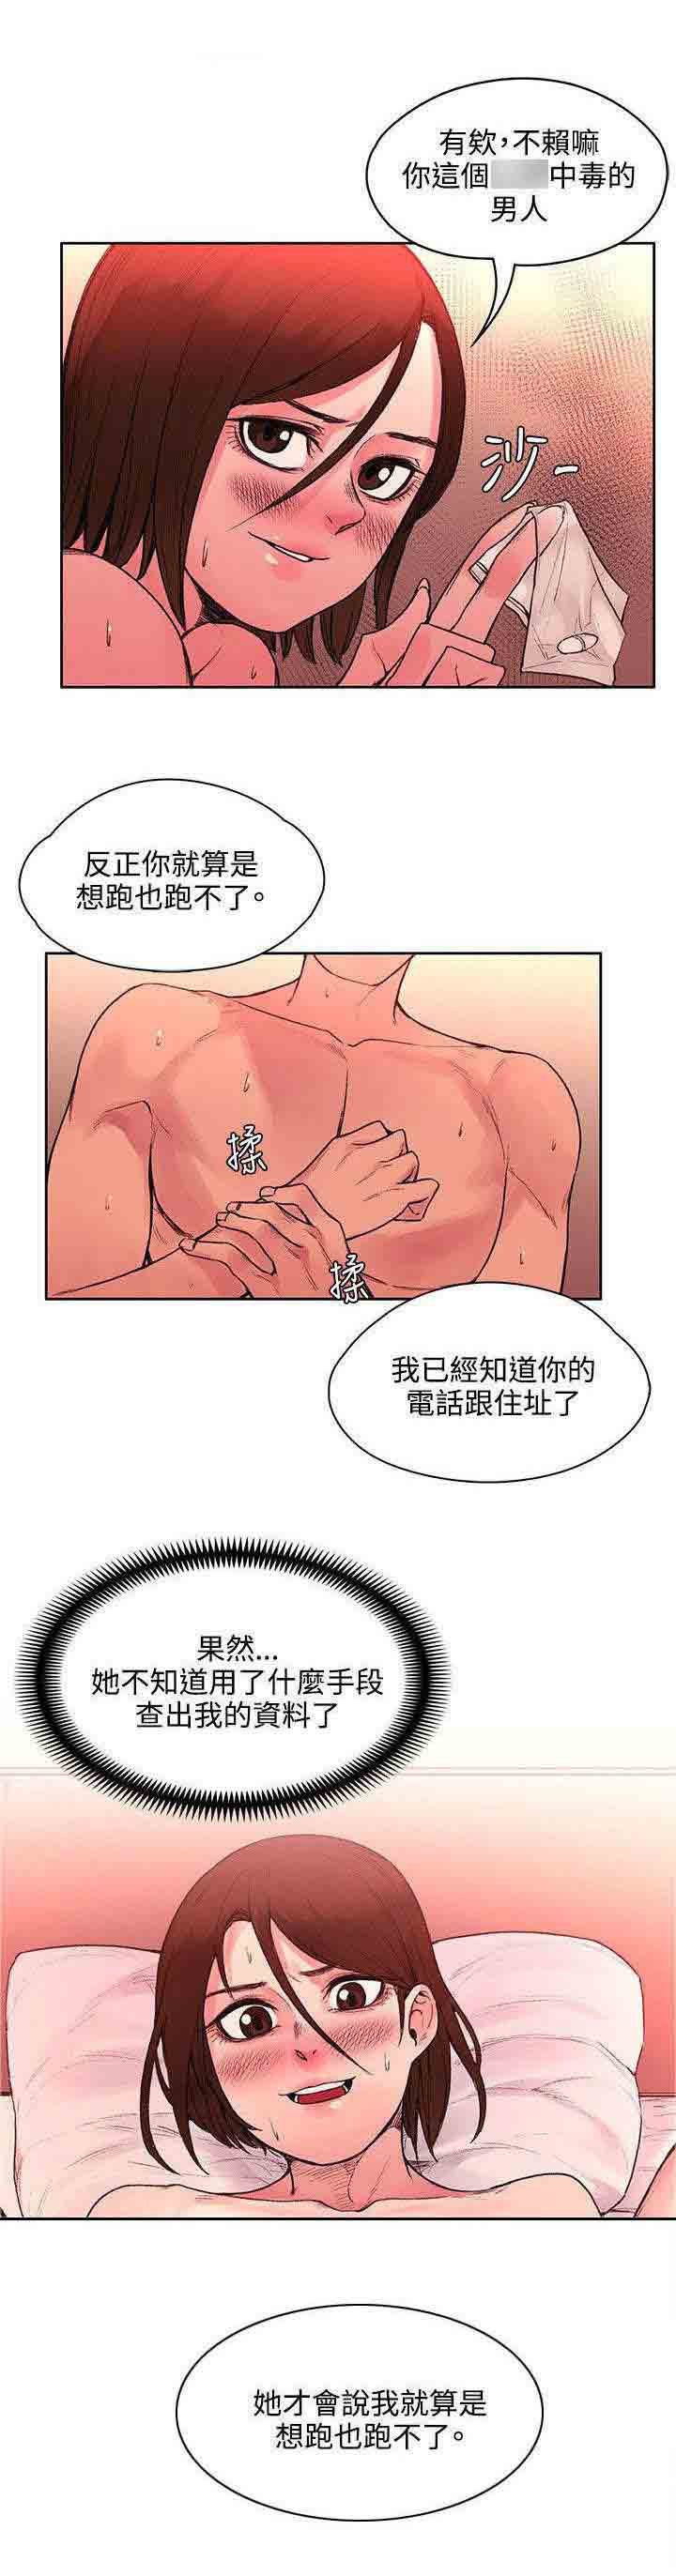 有欸，不賴嘛
你這個 中毒的
男人
沙-
反正你就算是
想跑也跑不了。
揉
揉
我已經知道你的
電話跟住址了
果然...
她不知道用了什麼手段
查出我的資料了
她才會說我就算是
想跑也跑不了。